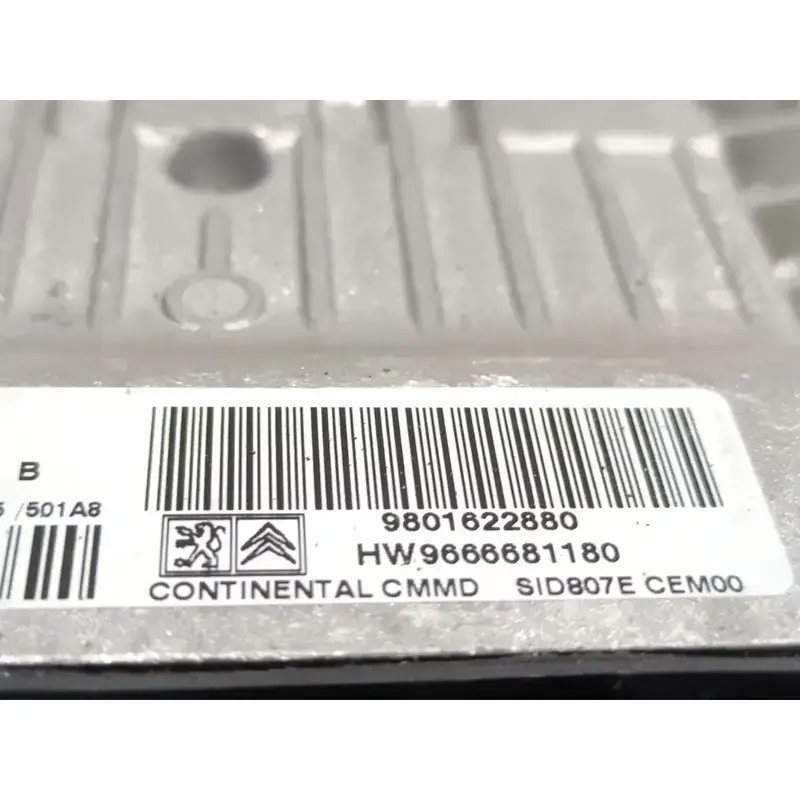 B
/501A8
9801622880
HW9666681180
CONTINENTAL CMMD SID807E CEM00